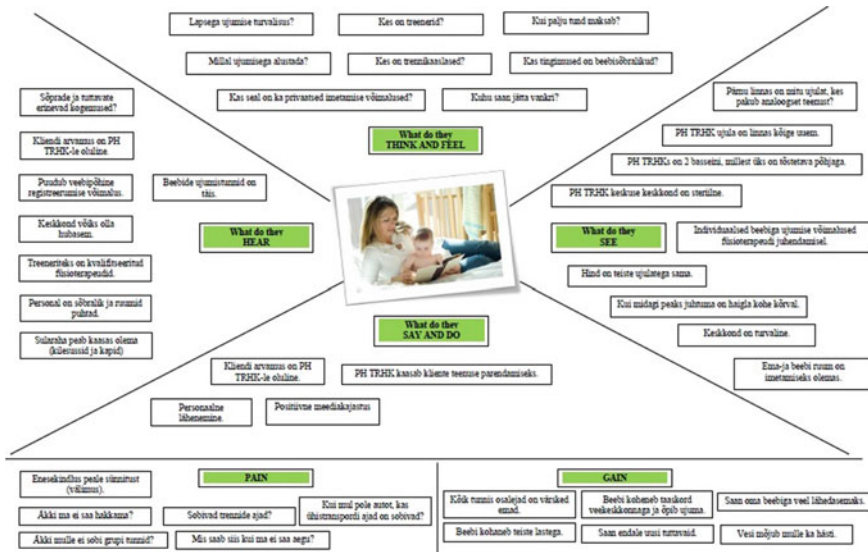 Lapsega ujumise turvalisus?
Kes on treenerid?
Kui palju tund maksab?
Millal ujumisega alustada?
Kes on trennikaaslased?
Kas tingimused on beebisõbralikud?
Kas seal on ka privaatsed imetamise võimalused?
Kuhu saan jätta vankri?
What do they
THINK AND FEEL
Sõprade ja tuttavate
erinevad kogemused?
Kliendi arvamus on PH
TRHK-le oluline.
Puudub veebipõhine
registreerumise võimalus.
Beebide ujumistunnid on
täis.
Keskkond võiks olla
hubasem.
Treeneriteks on kvalifitseeritud
füsioterapeudid.
Personal on sõbralik ja ruumid
puhtad.
Sularaha peab kaasas olema
(kilesussid ja kapid)
What do they
HEAR
Pärnu linnas on mitu ujulat, kes
pakub analoogset teenust?
PH TRHK ujula on linnas kõige uuem.
PH TRHKs on 2 basseini, millest üks on tõstetava põhjaga.
PH TRHK keskuse keskkond on steriilne.
What do they
SEE
Individuaalsed beebiga ujumise võimalused
füsioterapeudi juhendamisel.
Hind on teiste ujulatega sama.
Kui midagi peaks juhtuma on haigla kohe kõrval.
Keskkond on turvaline.
Ema-ja beebi ruum on
imetamiseks olemas.
What do they
SAY AND DO
Kliendi arvamus on PH
TRHK-le oluline.
PH TRHK kaasab kliente teenuse parendamiseks.
Personaalne
lähenemine.
Positiivne meediakajastus
PAIN
Enesekindlus peale sünnitust
(välimus).
Äkki ma ei saa hakkama?
Sobivad trennide ajad?
Kui mul pole autot, kas
ühistranspordi ajad on sobivad?
Äkki mulle ei sobi grupi tunnid?
Mis saab siis kui ma ei saa aegu?
GAIN
Kõik tunnis osalejad on värsked
emad.
Beebi kohaneb taaskord
veekeskkonnaga ja õpib ujuma.
Saan oma beebiga veel lähedasemaks.
Beebi kohaneb teiste lastega.
Saan endale uusi tuttavaid.
Vesi mõjub mulle ka hästi.